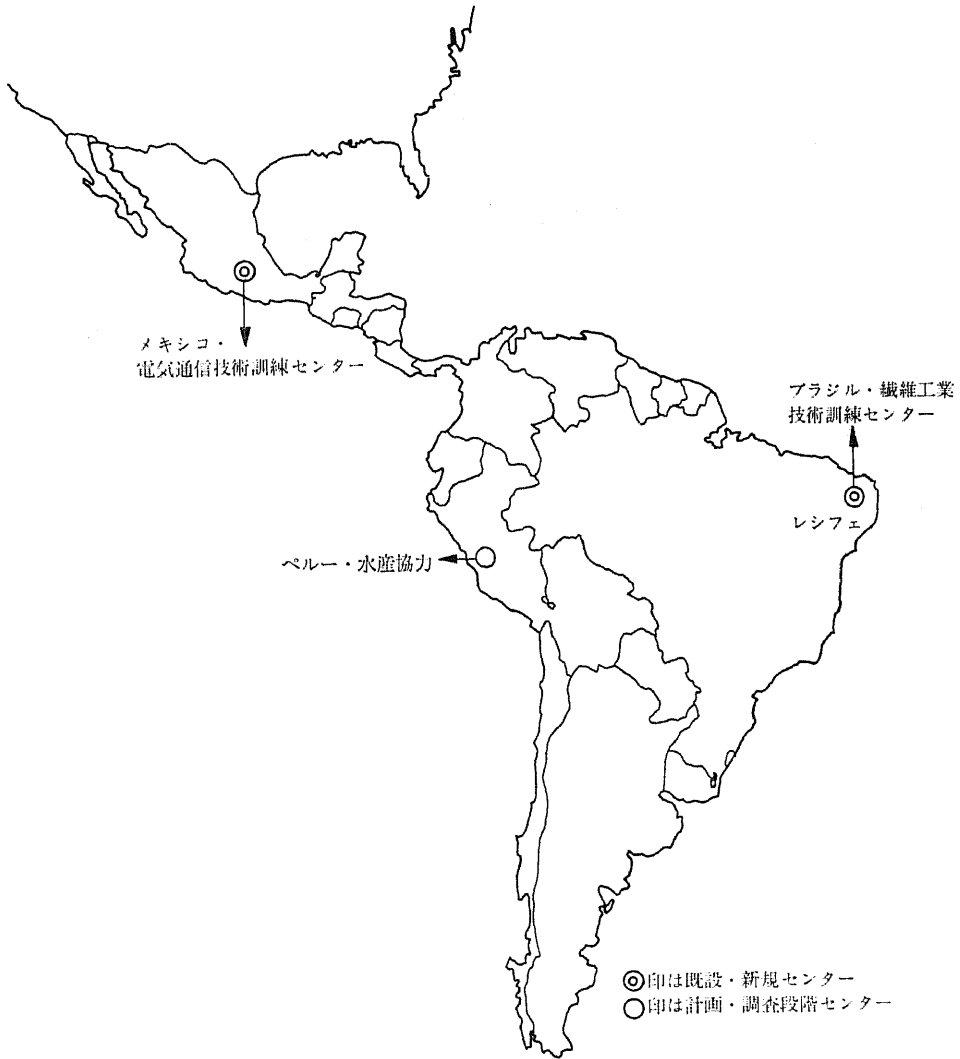 メキシコ・
電気通信技術訓練センター
ブラジル・繊維工業
技術訓練センター
レシフェ
ペルー・水産協力
◎印は既設・新規センター
○印は計画・調査段階センター